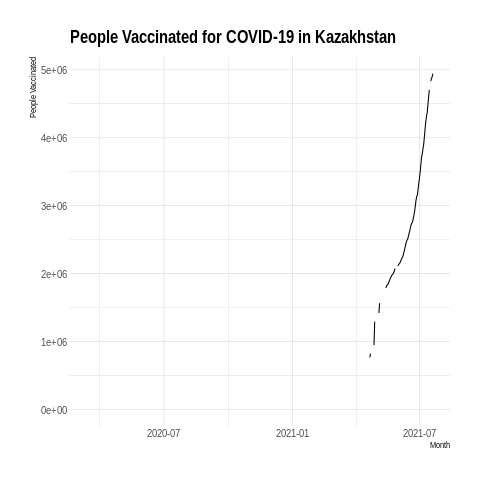 People Vaccinated for COVID-19 in Kazakhstan
People Vaccinated
5e+06
4e+06
3e+06
2e+06
1e+06
0e+00
2020-07
2021-01
2021-07
Month